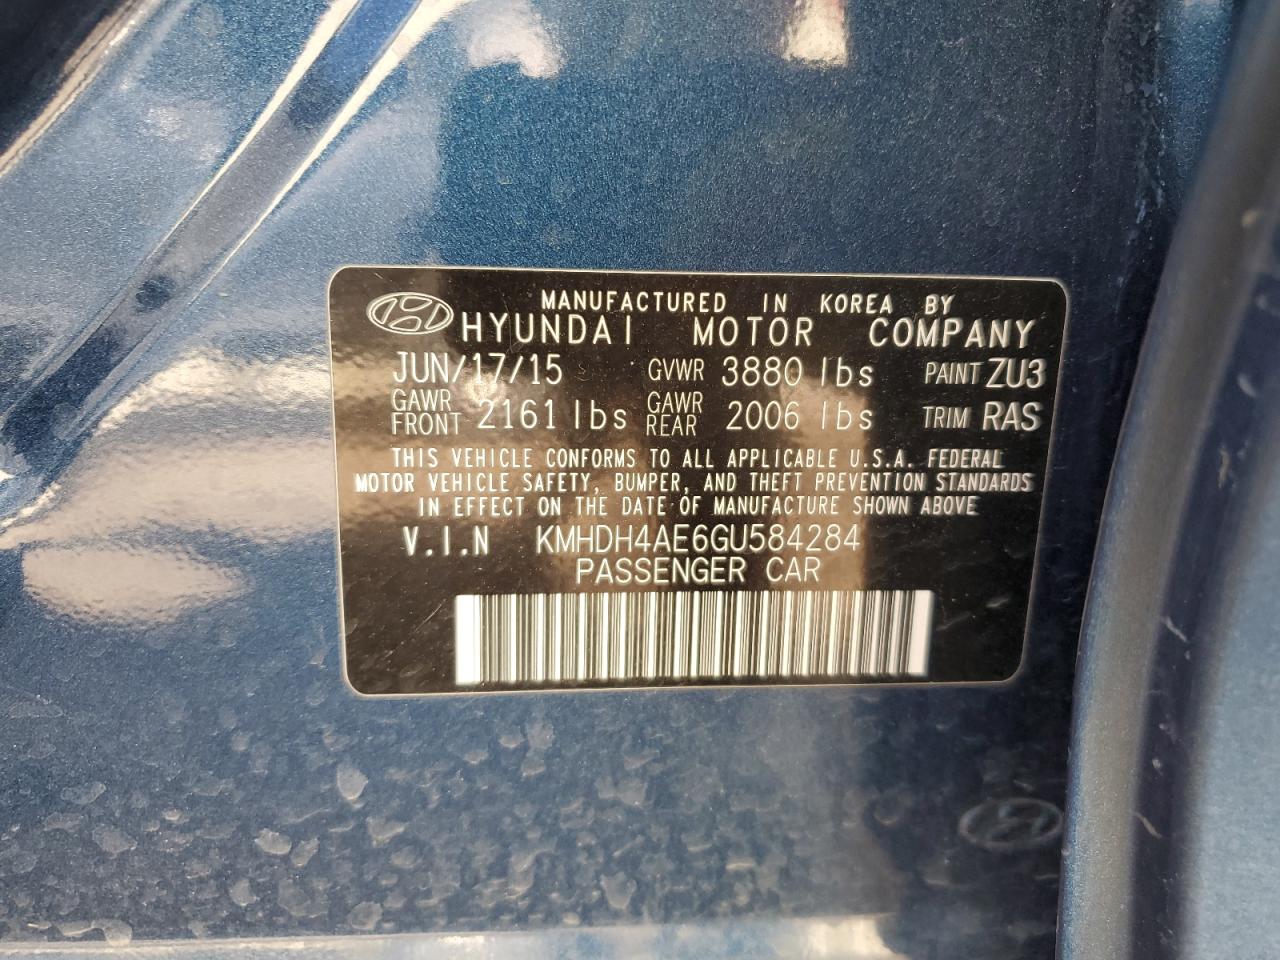 MANUFACTURED IN KOREA BY
HYUNDAI MOTOR COMPANY
JUN/17/15 GVWR 3880 lbs PAINT ZU3
GAWR FRONT 2161 lbs GAWR REAR 2006 lbs TRIM RAS
THIS VEHICLE CONFORMS TO ALL APPLICABLE U.S.A. FEDERAL
MOTOR VEHICLE SAFETY, BUMPER, AND THEFT PREVENTION STANDARDS
IN EFFECT ON THE DATE OF MANUFACTURE SHOWN ABOVE
V.I.N KMHDH4AE6GU584284
PASSENGER CAR